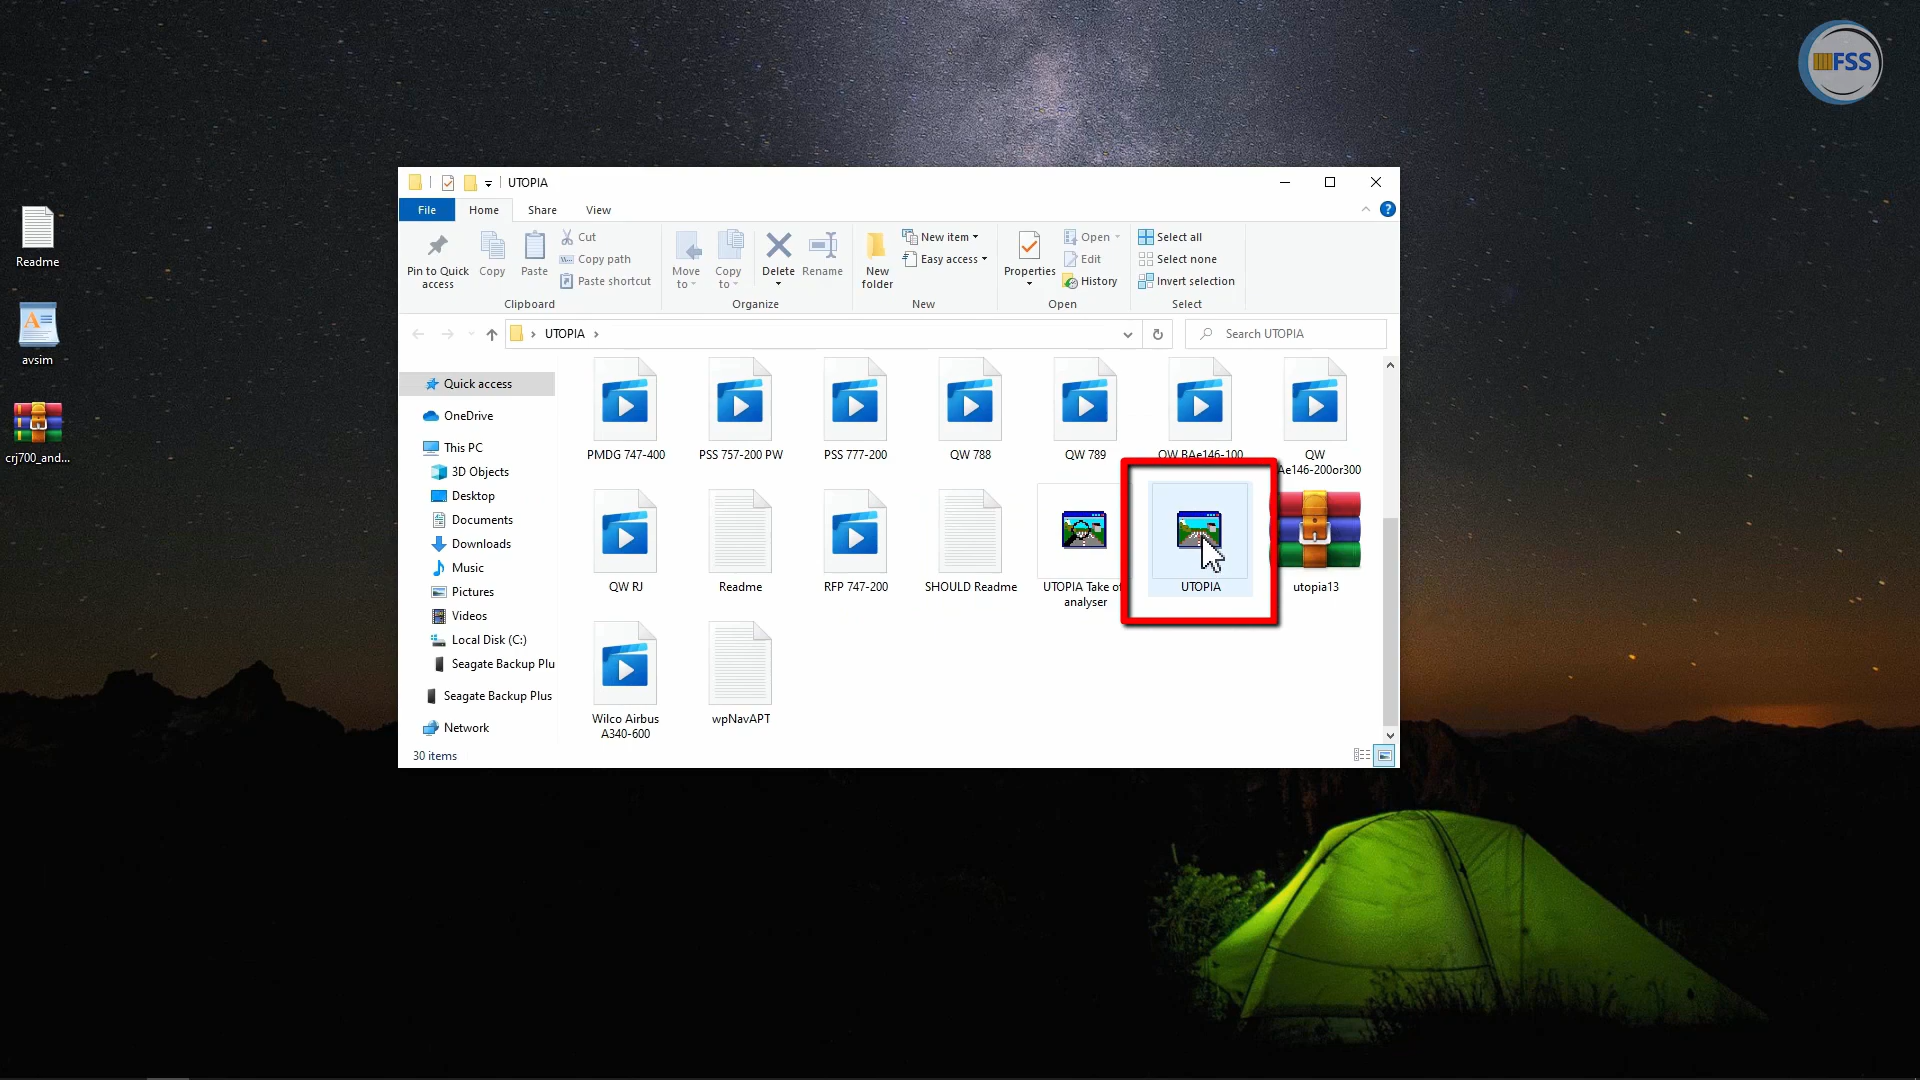 FSS
Readme
avsim
crj700_and...
UTOPIA
File
Home
Share
View
Pin to Quick
access
Copy
Paste
Cut
Copy path
Paste shortcut
Clipboard
Move
to
Copy
to
Delete
Rename
Organize
New
folder
New item
Easy access
New
Properties
Open
Edit
History
Open
Select all
Select none
Invert selection
Select
UTOPIA
Search UTOPIA
Quick access
OneDrive
This PC
3D Objects
Desktop
Documents
Downloads
Music
Pictures
Videos
Local Disk (C:)
Seagate Backup Plu
Seagate Backup Plus
Network
PMDG 747-400
PSS 757-200 PW
PSS 777-200
QW 788
QW 789
QW BAe146-100
QW
Ae146-200or300
QW RJ
Readme
RFP 747-200
SHOULD Readme
UTOPIA Take of
analyser
UTOPIA
utopia13
Wilco Airbus
A340-600
wpNavAPT
30 items